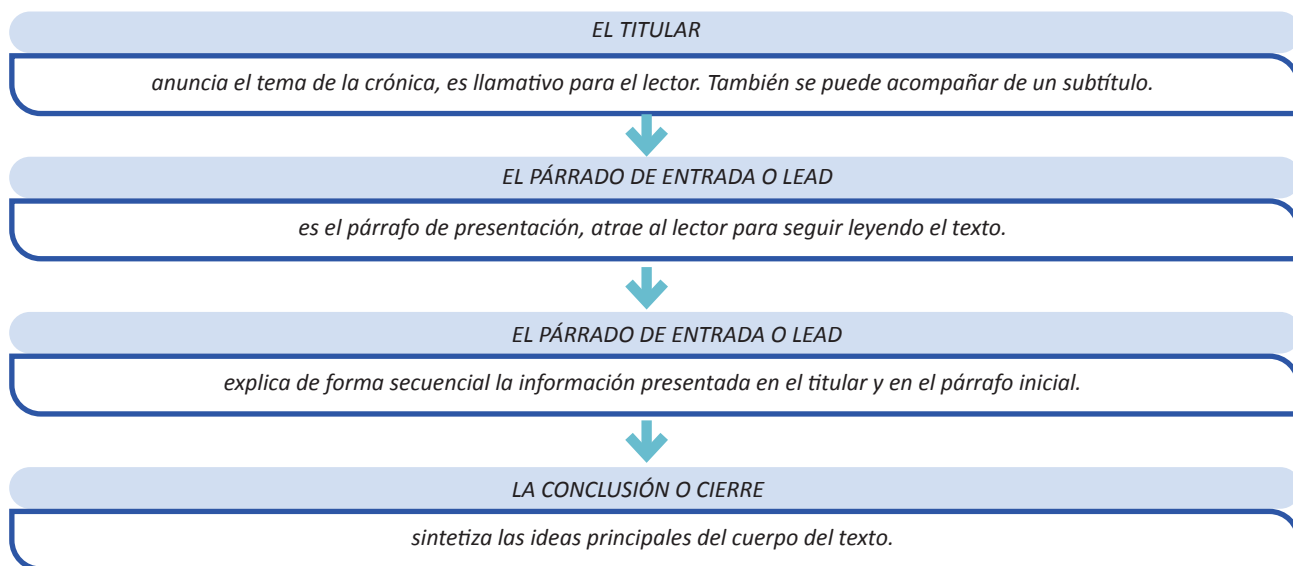 EL TITULAR
anuncia el tema de la crónica, es llamativo para el lector. También se puede acompañar de un subtítulo.
EL PÁRRADO DE ENTRADA O LEAD
es el párrafo de presentación, atrae al lector para seguir leyendo el texto.
EL PÁRRADO DE ENTRADA O LEAD
explica de forma secuencial la información presentada en el titular y en el párrafo inicial.
LA CONCLUSIÓN O CIERRE
sintetiza las ideas principales del cuerpo del texto.